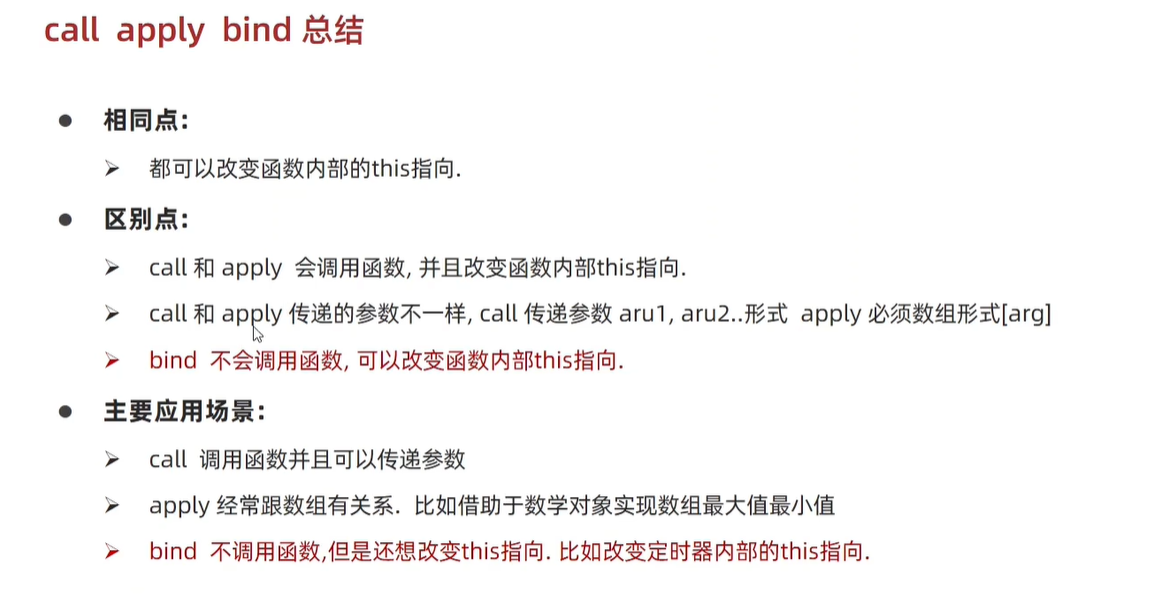 call apply bind 总结
相同点:
都可以改变函数内部的this指向.
区别点:
call 和 apply 会调用函数, 并且改变函数内部this指向.
call 和 apply 传递的参数不一样, call 传递参数 aru1, aru2..形式 apply 必须数组形式[arg]
bind 不会调用函数, 可以改变函数内部this指向.
主要应用场景:
call 调用函数并且可以传递参数
apply 经常跟数组有关系. 比如借助于数学对象实现数组最大值最小值
bind 不调用函数,但是还想改变this指向. 比如改变定时器内部的this指向.